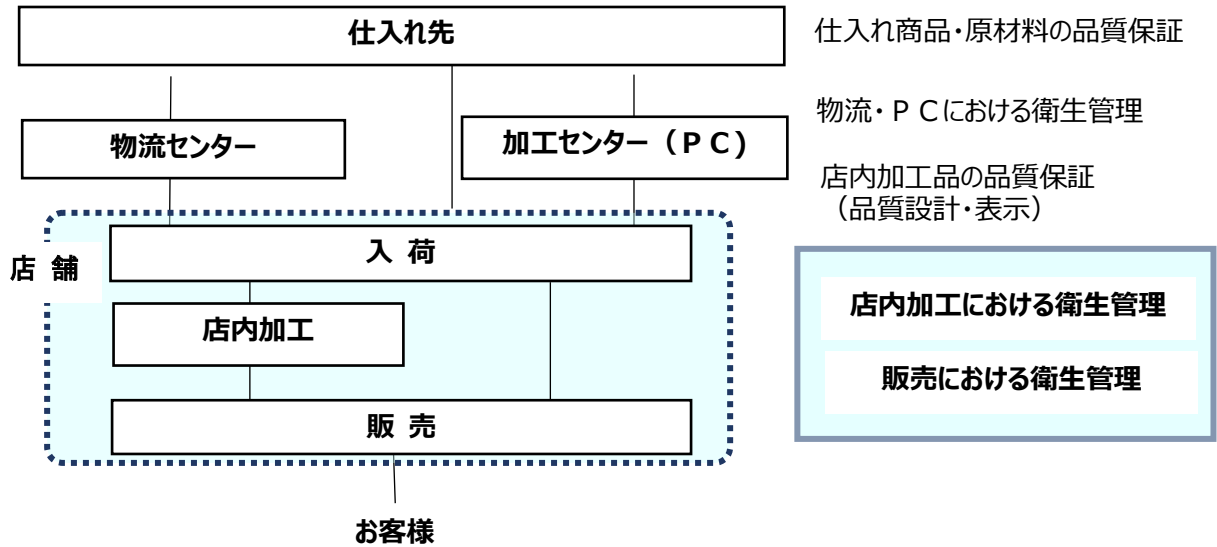 仕入れ先
仕入れ商品・原材料の品質保証
物流センター
加工センター（ＰＣ）
物流・ＰＣにおける衛生管理
店内加工品の品質保証
（品質設計・表示）
店 舗
入 荷
店内加工
販 売
お客様
店内加工における衛生管理
販売における衛生管理